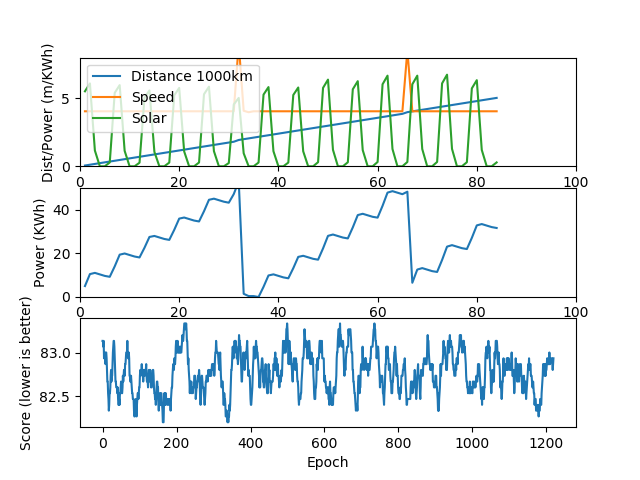 Dist/Power (m/KWh)
5
0
Distance 1000km
Speed
Solar
0 20 40 60 80 100
Power (KWh)
40
20
0
0 20 40 60 80 100
Score (lower is better)
83.0
82.5
0 200 400 600 800 1000 1200
Epoch